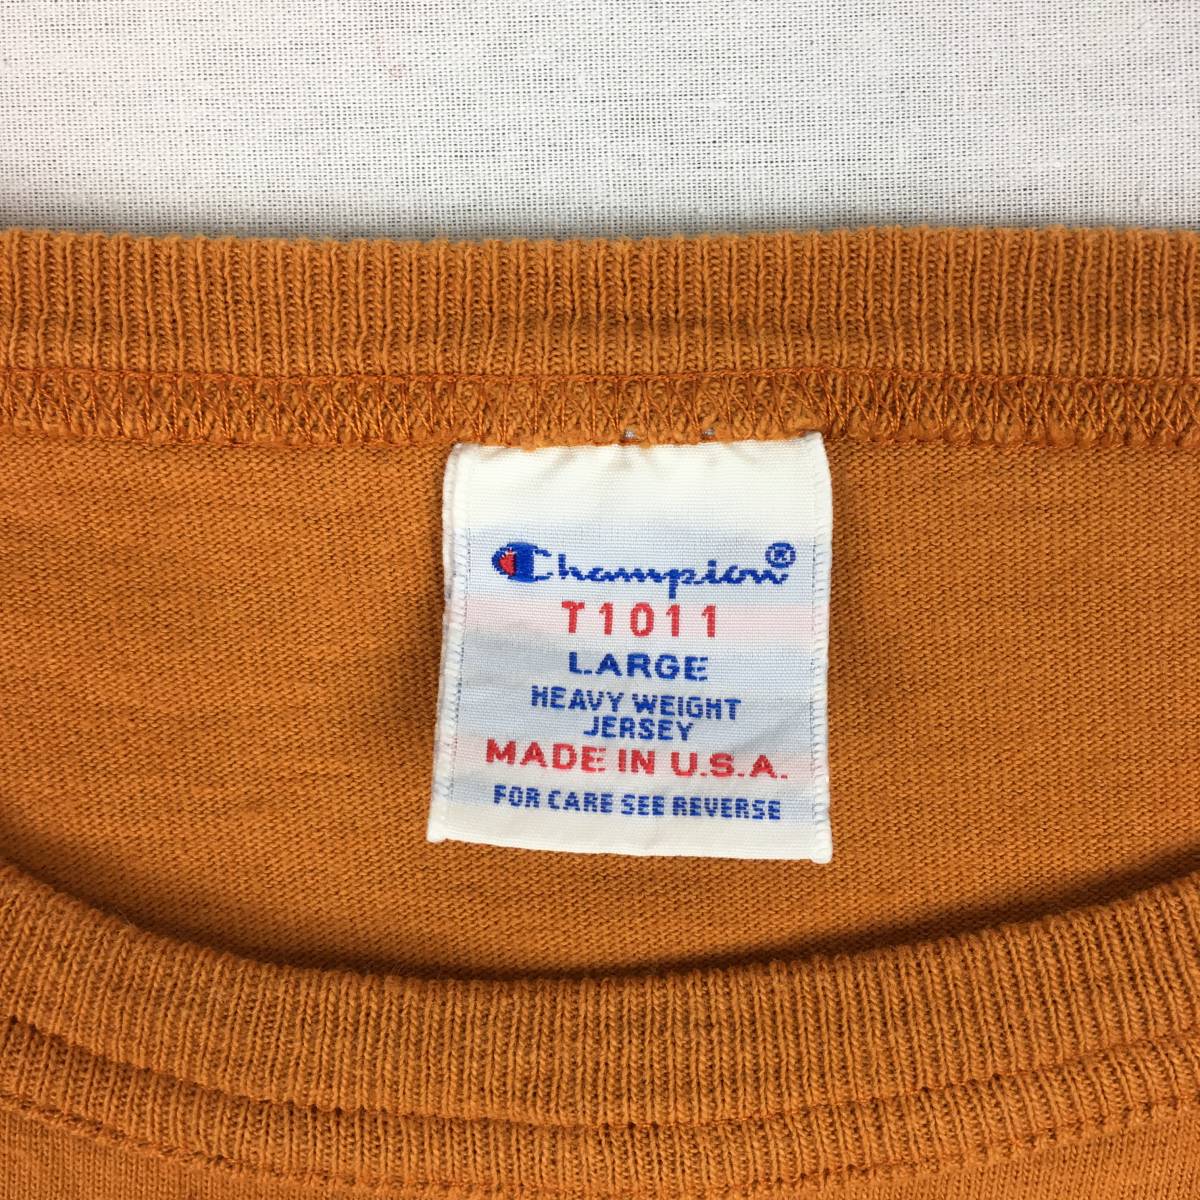 Champion®
T1011
LARGE
HEAVY WEIGHT
JERSEY
MADE IN U.S.A.
FOR CARE SEE REVERSE